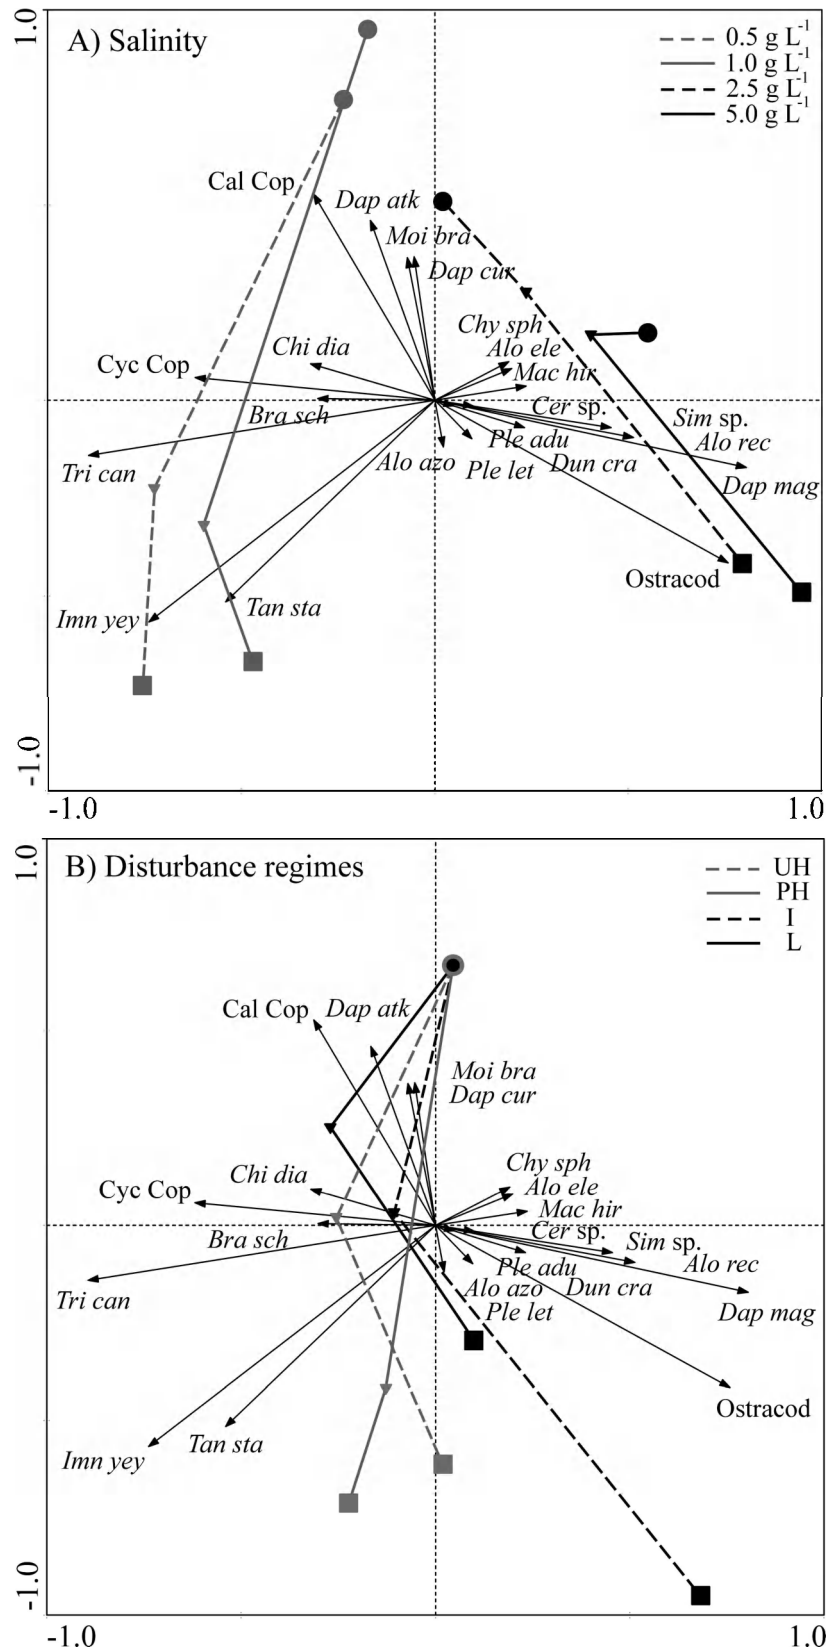 1.0
A) Salinity
0.5 g L-1
1.0 g L-1
2.5 g L-1
5.0 g L-1
Cal Cop
Dap atk
Moi bra
Dap cur
Chy sph
Chi dia
Alo ele
Cyc Cop
Mac hir
Bra sch
Cer sp.
Sim sp.
Tri can
Alo azo
Ple adu
Ple let
Dun cra
Alo rec
Dap mag
Ostracod
Imn yey
Tan sta
-1.0
-1.0
1.0
1.0
B) Disturbance regimes
UH
PH
I
L
Cal Cop
Dap atk
Moi bra
Dap cur
Chy sph
Chi dia
Alo ele
Cyc Cop
Mac hir
Bra sch
Cer sp.
Sim sp.
Ple adu
Alo rec
Tri can
Alo azo
Dun cra
Ple let
Dap mag
Ostracod
Imn yey
Tan sta
-1.0
-1.0
1.0